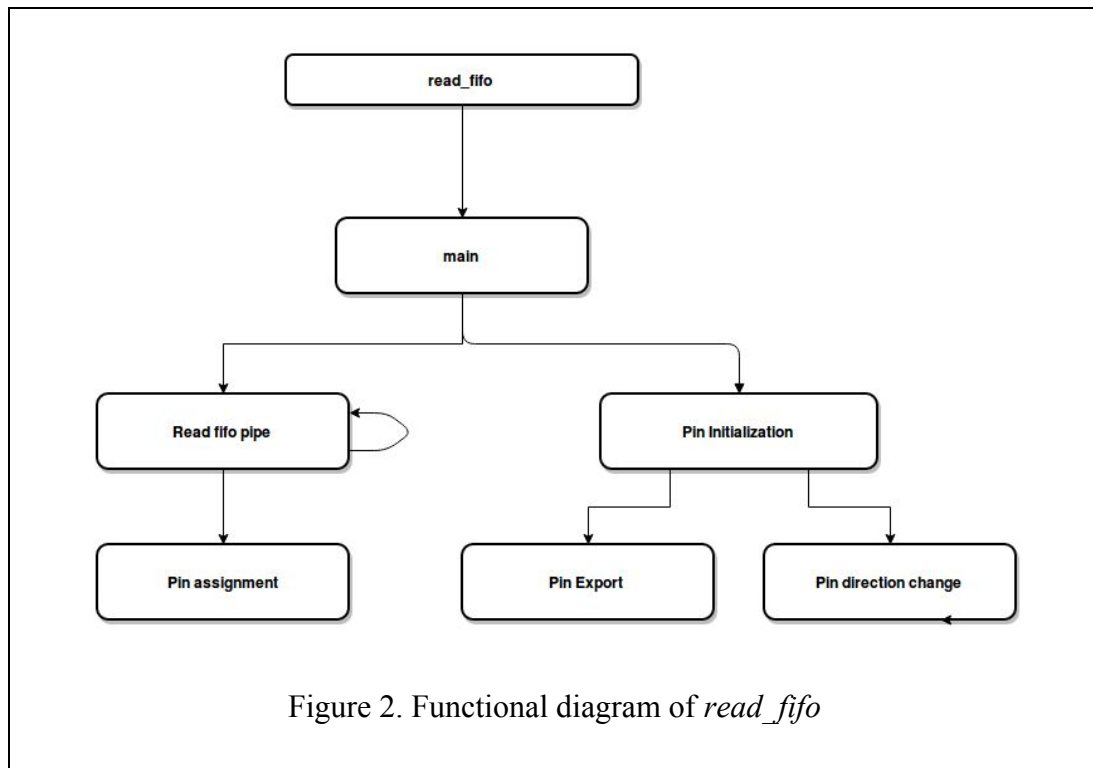 read_fifo
main
Read fifo pipe
Pin Initialization
Pin assignment
Pin Export
Pin direction change
Figure 2. Functional diagram of read_fifo